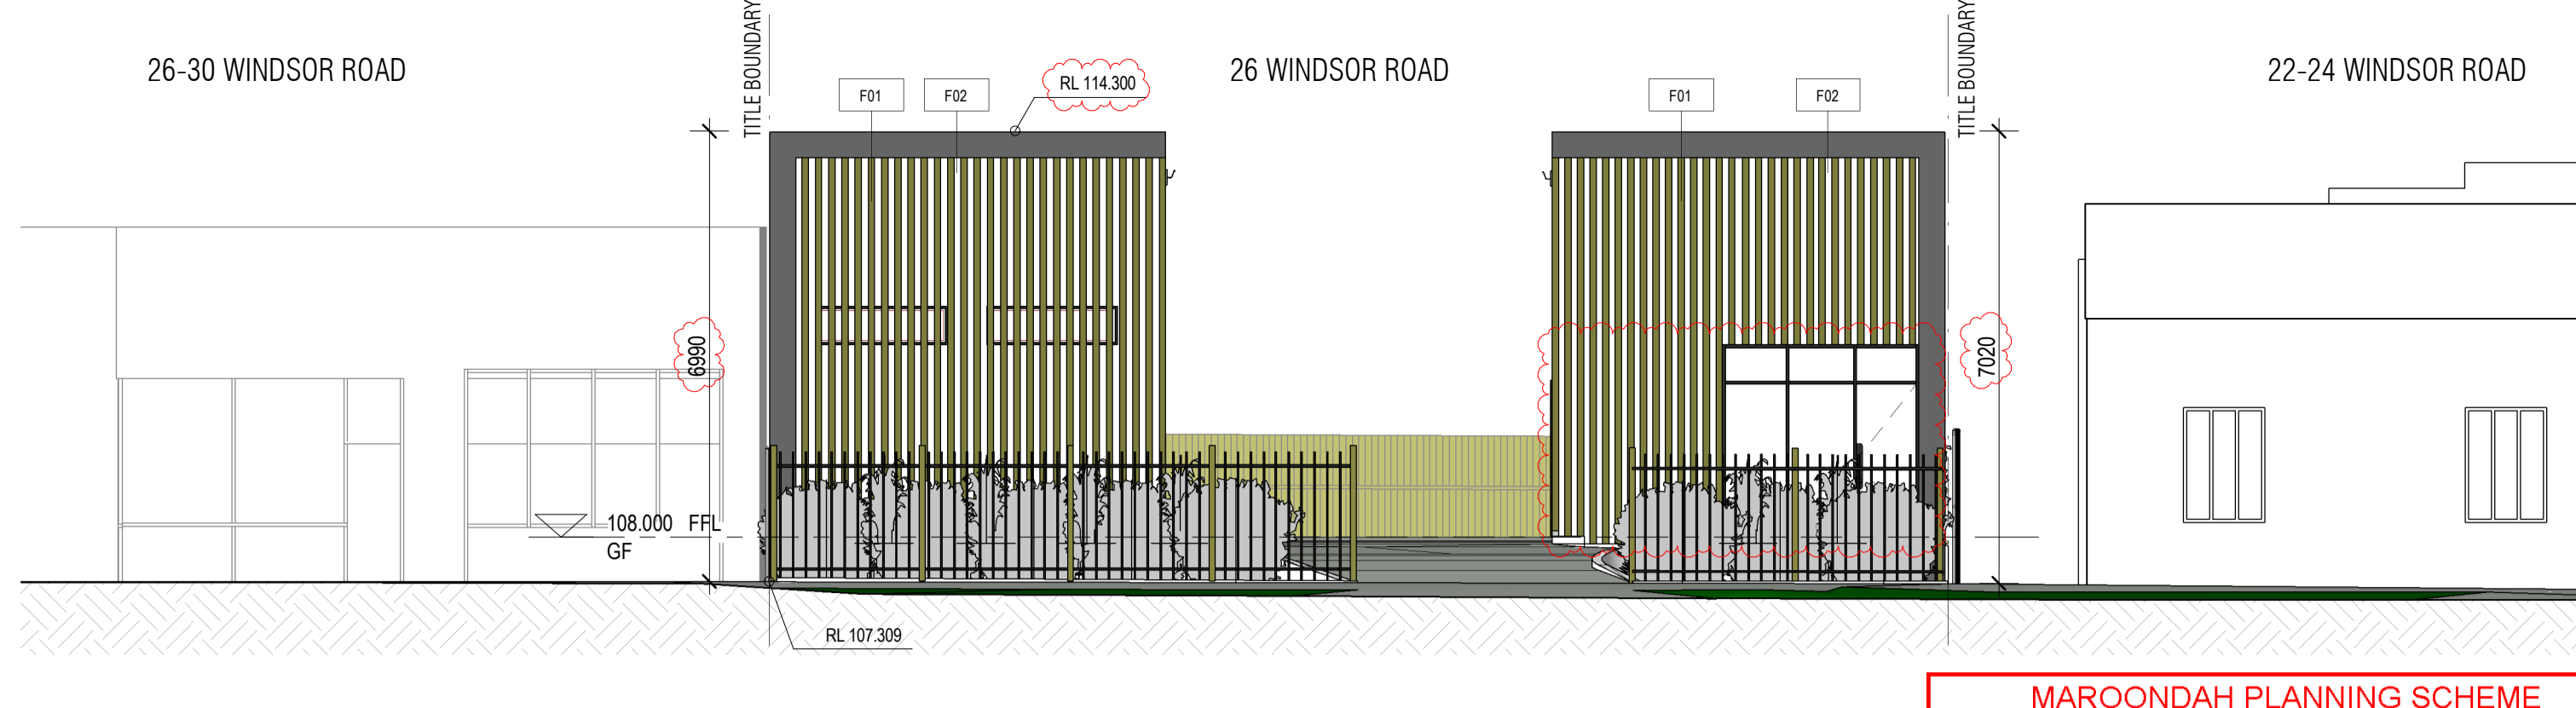 26-30 WINDSOR ROAD
TITLE BOUNDARY
F01
F02
RL 114.300
26 WINDSOR ROAD
F01
F02
TITLE BOUNDARY
22-24 WINDSOR ROAD
6990
7020
108.000 FFL
GF
RL 107.309
MAROONDAH PLANNING SCHEME